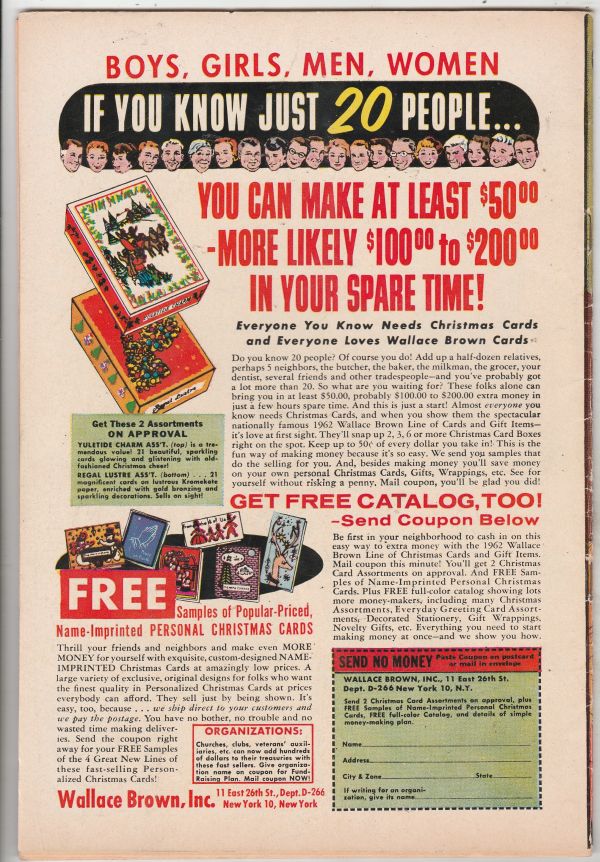 BOYS, GIRLS, MEN, WOMEN
IF YOU KNOW JUST 20 PEOPLE...
YOU CAN MAKE AT LEAST $50⁰⁰
-MORE LIKELY $100⁰⁰ to $200⁰⁰
IN YOUR SPARE TIME!
Everyone You Know Needs Christmas Cards
and Everyone Loves Wallace Brown Cards
Do you know 20 people? Of course you do! Add up a half-dozen relatives,
perhaps 5 neighbors, the butcher, the baker, the milkman, the grocer, your
dentist, several friends and other tradespeople—and you've probably got
a lot more than 20. So what are you waiting for? These folks alone can
bring you in at least $50.00, probably $100.00 to $200.00 extra money in
just a few hours spare time. And this is just a start! Almost everyone you
know needs Christmas Cards, and when you show them the spectacular
nationally famous 1962 Wallace Brown Line of Cards and Gift Items—
it's love at first sight. They'll snap up 2, 3, 6 or more Christmas Card Boxes
right on the spot. Keep up to 50¢ of every dollar you take in! This is the
fun way of making money because it's so easy. We send you samples that
do the selling for you. And, besides making money you'll save money
on your own personal Christmas Cards, Gifts, Wrappings, etc. See for
yourself without risking a penny, Mail coupon, you'll be glad you did!
Yuletide Charm
Regal Lustre
Get These 2 Assortments
ON APPROVAL
YULETIDE CHARM ASS'T. (top) is a tre-
mendous value! 21 beautiful, sparkling
cards glowing and glistening with old-
fashioned Christmas cheer!
REGAL LUSTRE ASS'T. (bottom) . . . 21
magnificent cards on lustrous Kromekote
paper, enriched with gold bronzing and
sparkling decorations. Sells on sight!
GET FREE CATALOG, TOO!
~Send Coupon Below
Be first in your neighborhood to cash in on this
easy way to extra money with the 1962 Wallace
Brown Line of Christmas Cards and Gift Items.
Mail coupon this minute! You'll get 2 Christmas
Card Assortments on approval. And FREE Sam-
ples of Name-Imprinted Personal Christmas
Cards. Plus FREE full-color catalog showing lots
more money-makers, including many Christmas
Assortments, Everyday Greeting Card Assort-
ments, Decorated Stationery, Gift Wrappings,
Novelty Gifts, etc. Everything you need to start
making money at once—and we show you how.
FREE
Samples of Popular-Priced,
Name-Imprinted PERSONAL CHRISTMAS CARDS
Thrill your friends and neighbors and make even MORE
MONEY for yourself with exquisite, custom-designed NAME-
IMPRINTED Christmas Cards at amazingly low prices. A
large variety of exclusive, original designs for folks who want
the finest quality in Personalized Christmas Cards at prices
everybody can afford. They sell just by being shown. It's
easy, too, because . . . we ship direct to your customers and
we pay the postage. You have no bother, no trouble and no
wasted time making deliver-
ies. Send the coupon right
away for your FREE Samples
of the 4 Great New Lines of
these fast-selling Person-
alized Christmas Cards!
ORGANIZATIONS:
Churches, clubs, veterans' auxil-
iaries, etc. can now add hundreds
of dollars to their treasuries with
these fast sellers. Give organiza-
tion name on coupon for Fund-
Raising Plan. Mail coupon NOW!
Wallace Brown, Inc. 11 East 26th St., Dept. D-266
New York 10, New York
SEND NO MONEY Paste Coupon on postcard
or mail in envelope
WALLACE BROWN, INC., 11 East 26th St.
Dept. D-266 New York 10, N.Y.
Send 2 Christmas Card Assortments on approval, plus
FREE Samples of Name-Imprinted Personal Christmas
Cards, FREE full-color Catalog, and details of simple
money-making plan.
Name
Address
City & Zone State
If writing for an organi-
zation, give its name